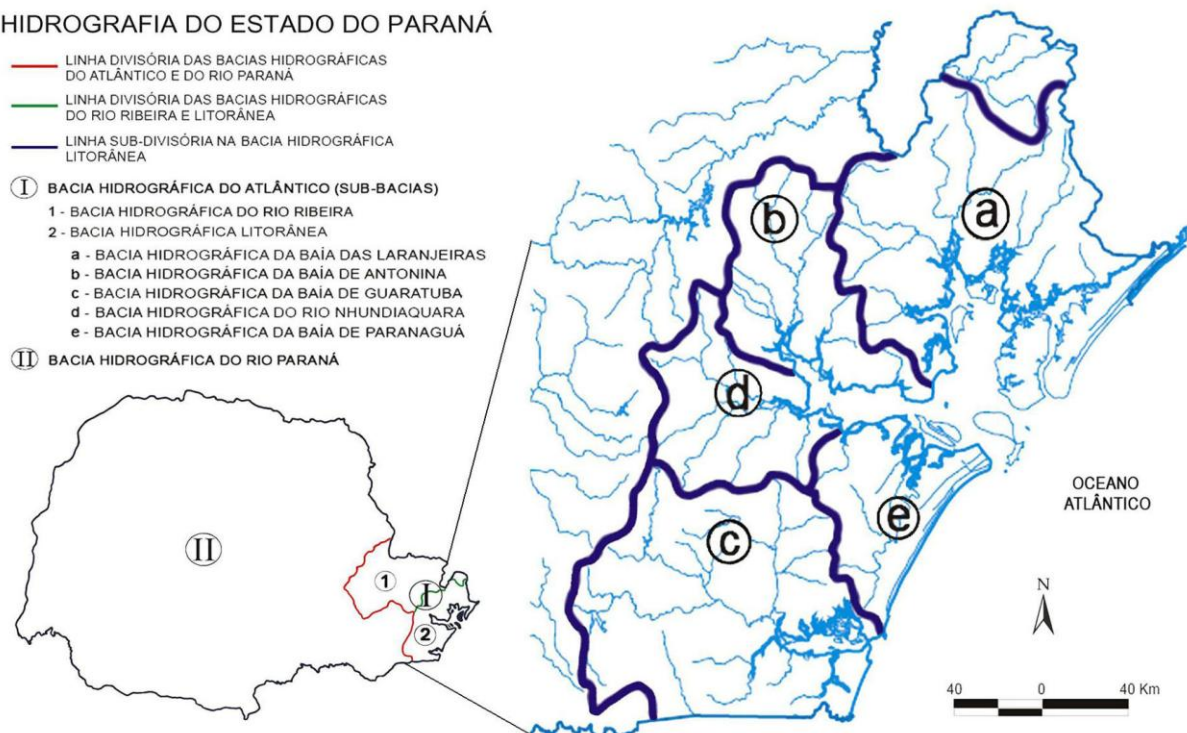 HIDROGRAFIA DO ESTADO DO PARANÁ
LINHA DIVISÓRIA DAS BACIAS HIDROGRÁFICAS
DO ATLÂNTICO E DO RIO PARANÁ
LINHA DIVISÓRIA DAS BACIAS HIDROGRÁFICAS
DO RIO RIBEIRA E LITORÂNEA
LINHA SUB-DIVISÓRIA NA BACIA HIDROGRÁFICA
LITORÂNEA
I BACIA HIDROGRÁFICA DO ATLÂNTICO (SUB-BACIAS)
1 - BACIA HIDROGRÁFICA DO RIO RIBEIRA
2 - BACIA HIDROGRÁFICA LITORÂNEA
a - BACIA HIDROGRÁFICA DA BAÍA DAS LARANJEIRAS
b - BACIA HIDROGRÁFICA DA BAÍA DE ANTONINA
c - BACIA HIDROGRÁFICA DA BAÍA DE GUARATUBA
d - BACIA HIDROGRÁFICA DO RIO NHUNDIAQUARA
e - BACIA HIDROGRÁFICA DA BAÍA DE PARANAGUÁ
II BACIA HIDROGRÁFICA DO RIO PARANÁ
II
1
I
2
a
b
d
c
e
OCEANO
ATLÂNTICO
N
40 0 40 Km